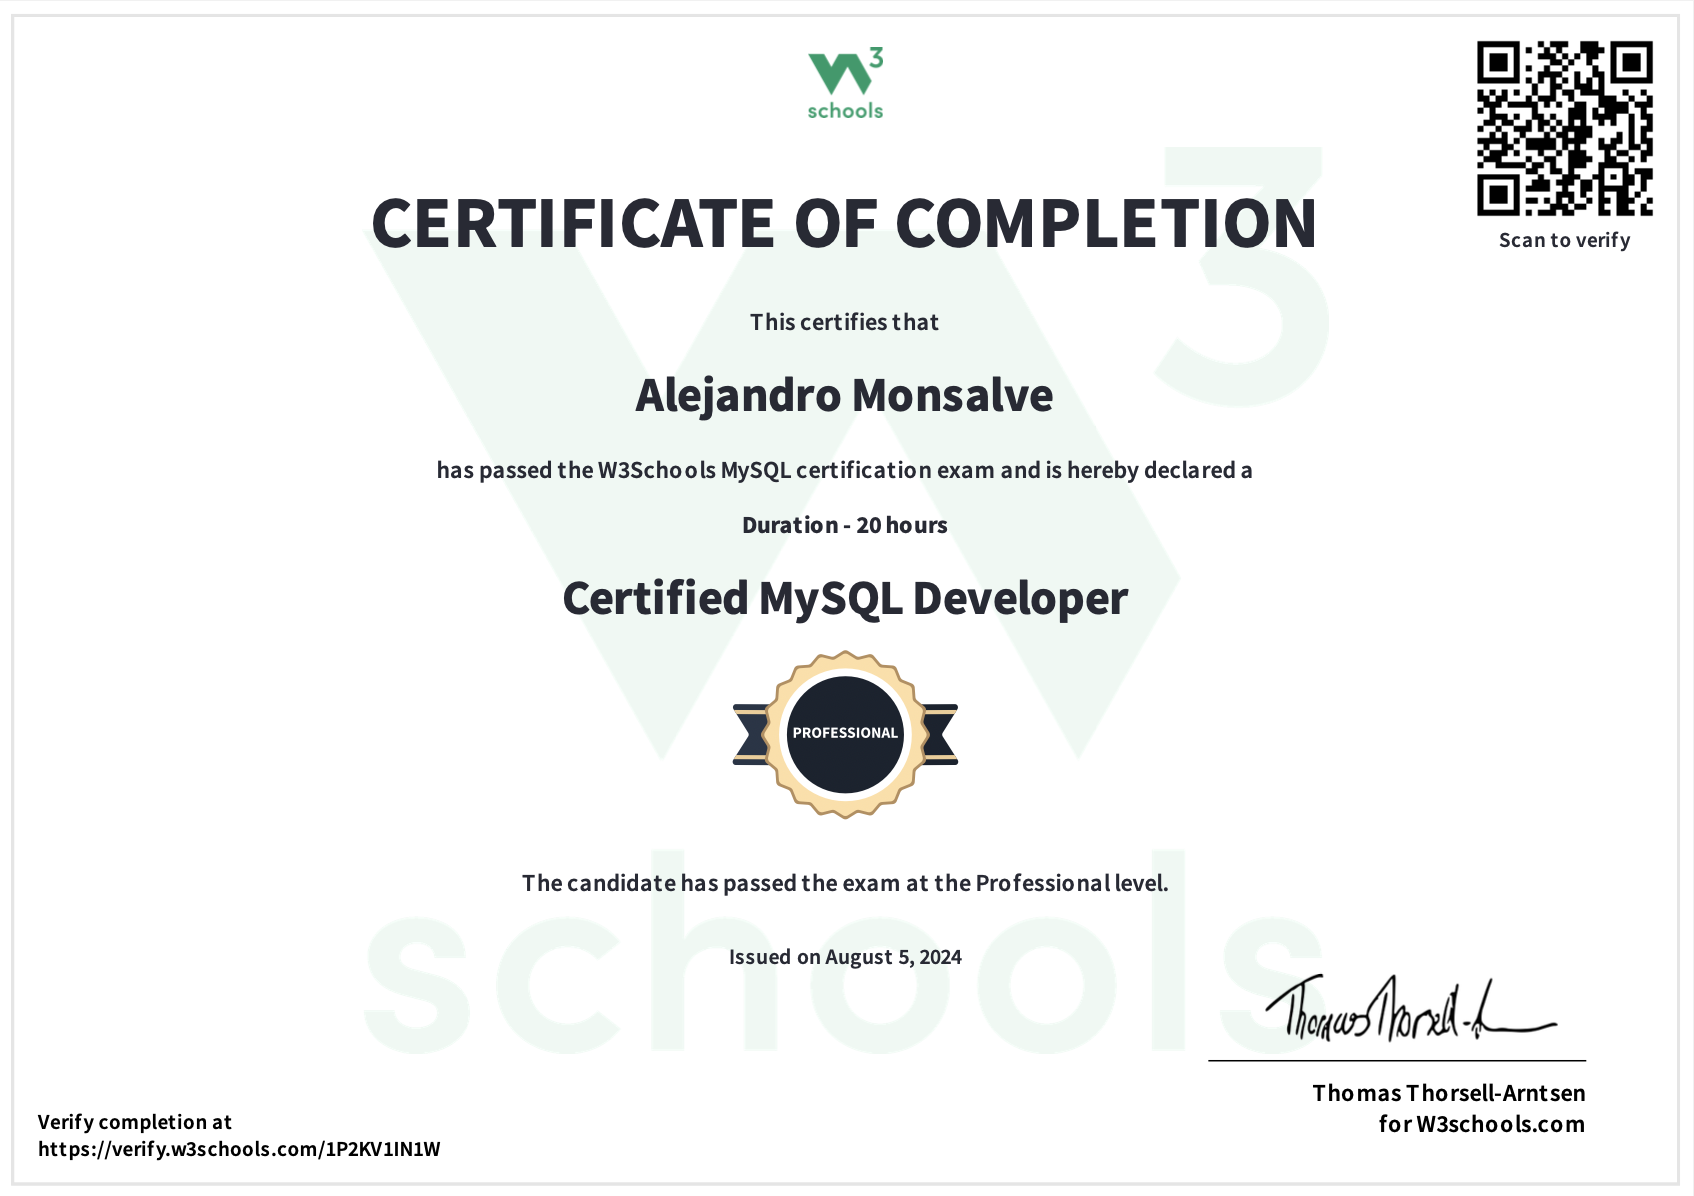 W3
schools
Scan to verify
CERTIFICATE OF COMPLETION
This certifies that
Alejandro Monsalve
has passed the W3Schools MySQL certification exam and is hereby declared a
Duration - 20 hours
Certified MySQL Developer
PROFESSIONAL
The candidate has passed the exam at the Professional level.
Issued on August 5, 2024
Thomas Thorsell-A
Thomas Thorsell-Arntsen
for W3schools.com
Verify completion at
https://verify.w3schools.com/1P2KV1IN1W